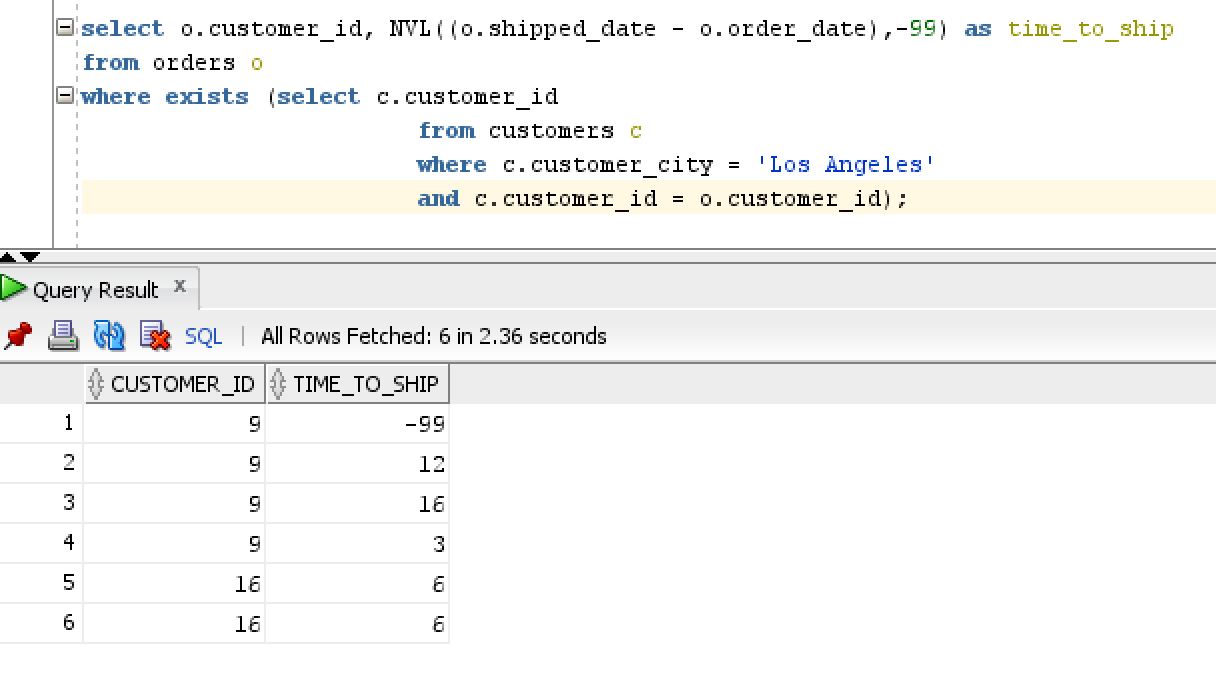 select o.customer_id, NVL((o.shipped_date - o.order_date),-99) as time_to_ship
from orders o
where exists (select c.customer_id
from customers c
where c.customer_city = 'Los Angeles'
and c.customer_id = o.customer_id);
Query Result x
SQL | All Rows Fetched: 6 in 2.36 seconds
CUSTOMER_ID TIME_TO_SHIP
1 9 -99
2 9 12
3 9 16
4 9 3
5 16 6
6 16 6